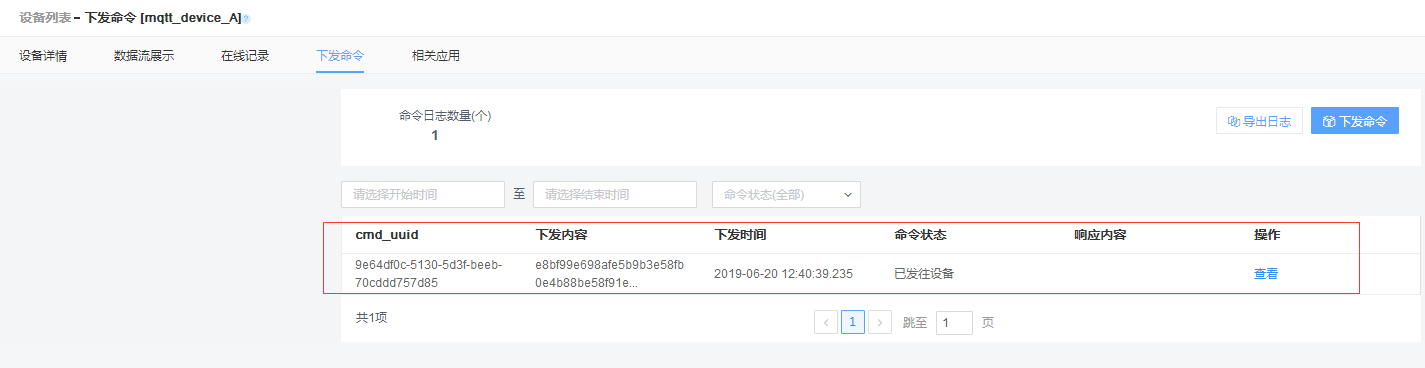 设备列表 – 下发命令 [mqtt_device_A]?
设备详情 数据流展示 在线记录 下发命令 相关应用
命令日志数量(个)
1
导出日志 下发命令
请选择开始时间 至 请选择结束时间 命令状态(全部)
cmd_uuid 下发内容 下发时间 命令状态 响应内容 操作
9e64df0c-5130-5d3f-beeb- e8bf99e698afe5b9b3e58fb
70cddd757d85 0e4b88be58f91e... 2019-06-20 12:40:39.235 已发往设备 查看
共1项 < 1 > 跳至 1 页